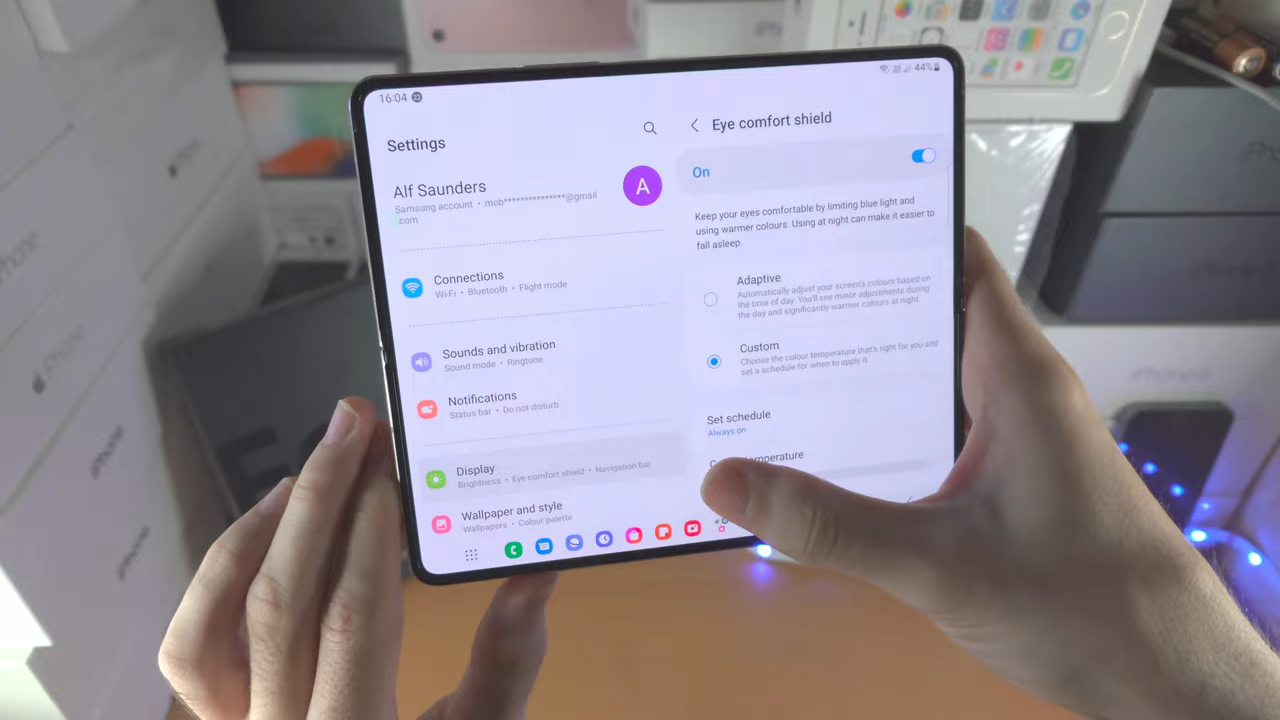 16:04
44%
Settings
Alf Saunders
Samsung account • mob***************@gmail
com
Connections
Wi-Fi • Bluetooth • Flight mode
Sounds and vibration
Sound mode • Ringtone
Notifications
Status bar • Do not disturb
Display
Brightness • Eye comfort shield • Navigation bar
Wallpaper and style
Wallpapers • Colour palette
Eye comfort shield
On
Keep your eyes comfortable by limiting blue light and
using warmer colours. Using at night can make it easier to
fall asleep.
Adaptive
Automatically adjust your screen's colours based on
the time of day. You'll see minor adjustments during
the day and significantly warmer colours at night.
Custom
Choose the colour temperature that's right for you and
set a schedule for when to apply it.
Set schedule
Always on
temperature
A
iPhone
iPhone
iPhone